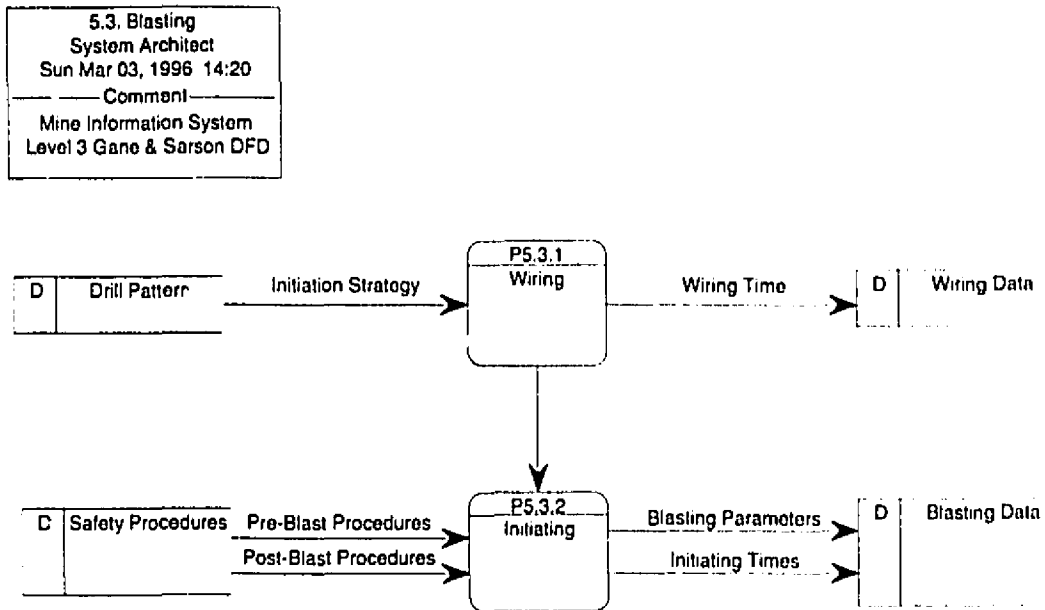 5.3. Blasting
System Architect
Sun Mar 03, 1996 14:20
Comment
Mine Information System
Level 3 Gane & Sarson DFD
P5.3.1
Wiring
D Drill Pattern
Initiation Strategy
Wiring Time
D Wiring Data
P5.3.2
Initiating
D Safety Procedures
Pre-Blast Procedures
Post-Blast Procedures
Blasting Parameters
Initiating Times
D Blasting Data